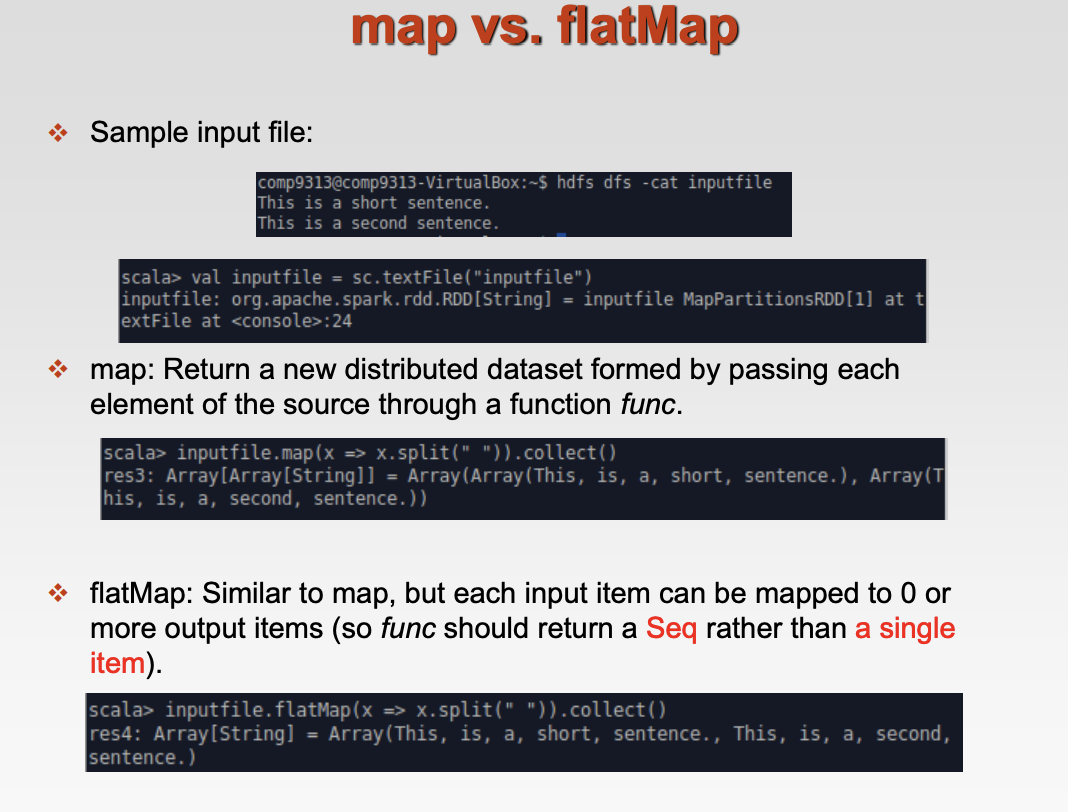 map vs. flatMap
Sample input file:
comp9313@comp9313-VirtualBox:~$ hdfs dfs -cat inputfile
This is a short sentence.
This is a second sentence.
scala> val inputfile = sc.textFile("inputfile")
inputfile: org.apache.spark.rdd.RDD[String] = inputfile MapPartitionsRDD[1] at t
extFile at <console>:24
map: Return a new distributed dataset formed by passing each
element of the source through a function func.
scala> inputfile.map(x => x.split(" ")).collect()
res3: Array[Array[String]] = Array(Array(This, is, a, short, sentence.), Array(T
his, is, a, second, sentence.))
flatMap: Similar to map, but each input item can be mapped to 0 or
more output items (so func should return a Seq rather than a single
item).
scala> inputfile.flatMap(x => x.split(" ")).collect()
res4: Array[String] = Array(This, is, a, short, sentence., This, is, a, second,
sentence.)